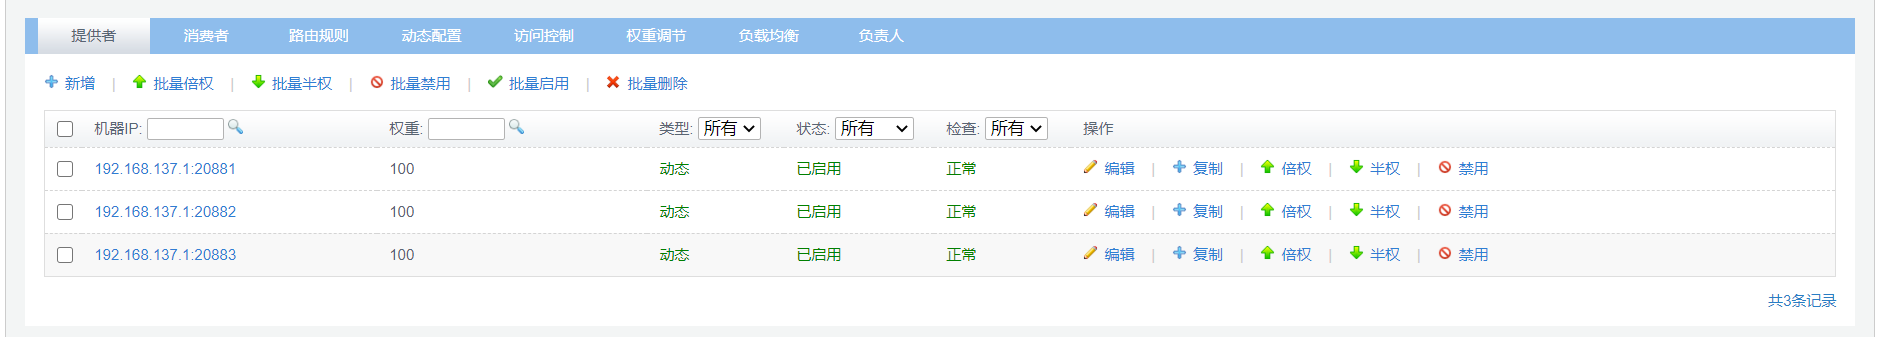 提供者 消费者 路由规则 动态配置 访问控制 权重调节 负载均衡 负责人
新增 | 批量倍权 | 批量半权 | 批量禁用 | 批量启用 | 批量删除
机器IP: 权重: 类型: 所有 状态: 所有 检查: 所有 操作
192.168.137.1:20881 100 动态 已启用 正常 编辑 | 复制 | 倍权 | 半权 | 禁用
192.168.137.1:20882 100 动态 已启用 正常 编辑 | 复制 | 倍权 | 半权 | 禁用
192.168.137.1:20883 100 动态 已启用 正常 编辑 | 复制 | 倍权 | 半权 | 禁用
共3条记录